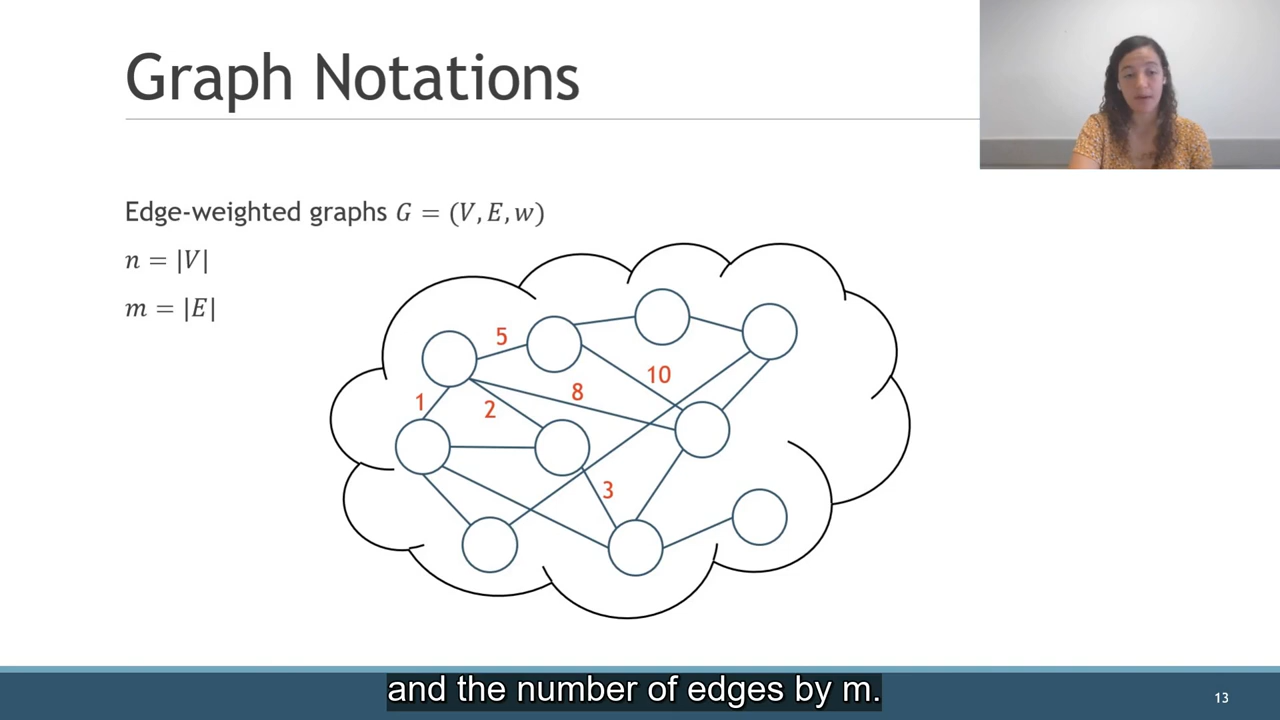 Graph Notations
Edge-weighted graphs G = (V, E, w)
n = |V|
m = |E|
5
10
8
1
2
3
and the number of edges by m.
13